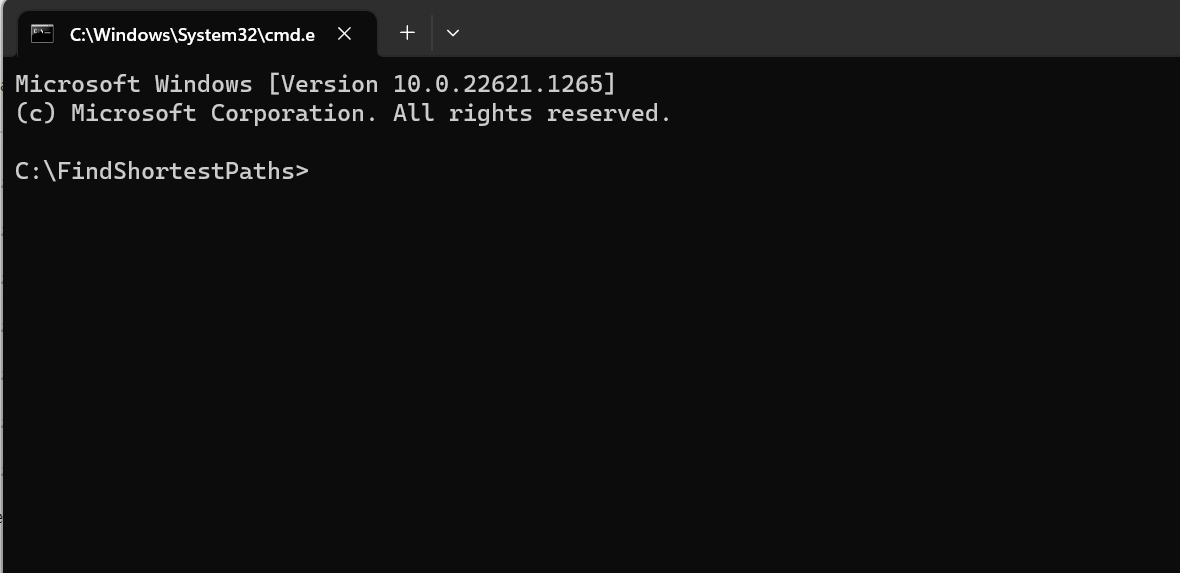 C:\Windows\System32\cmd.e
Microsoft Windows [Version 10.0.22621.1265]
(c) Microsoft Corporation. All rights reserved.
C:\FindShortestPaths>